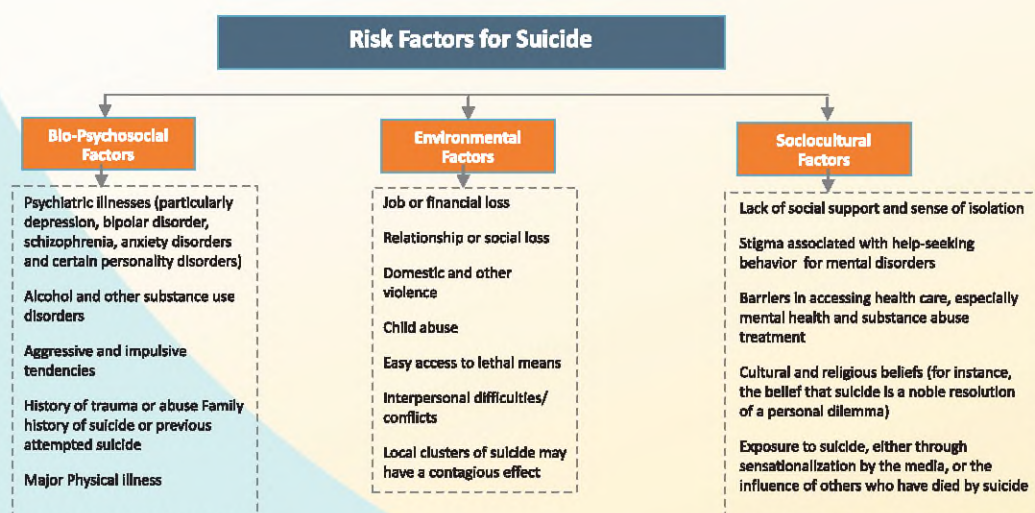 Risk Factors for Suicide
Bio-Psychosocial
Factors
Psychiatric illnesses (particularly
depression, bipolar disorder,
schizophrenia, anxiety disorders
and certain personality disorders)
Alcohol and other substance use
disorders
Aggressive and impulsive
tendencies
History of trauma or abuse Family
history of suicide or previous
attempted suicide
Major Physical illness
Environmental
Factors
Job or financial loss
Relationship or social loss
Domestic and other
violence
Child abuse
Easy access to lethal means
Interpersonal difficulties/
conflicts
Local clusters of suicide may
have a contagious effect
Sociocultural
Factors
Lack of social support and sense of isolation
Stigma associated with help-seeking
behavior for mental disorders
Barriers in accessing health care, especially
mental health and substance abuse
treatment
Cultural and religious beliefs (for instance,
the belief that suicide is a noble resolution
of a personal dilemma)
Exposure to suicide, either through
sensationalization by the media, or the
influence of others who have died by suicide